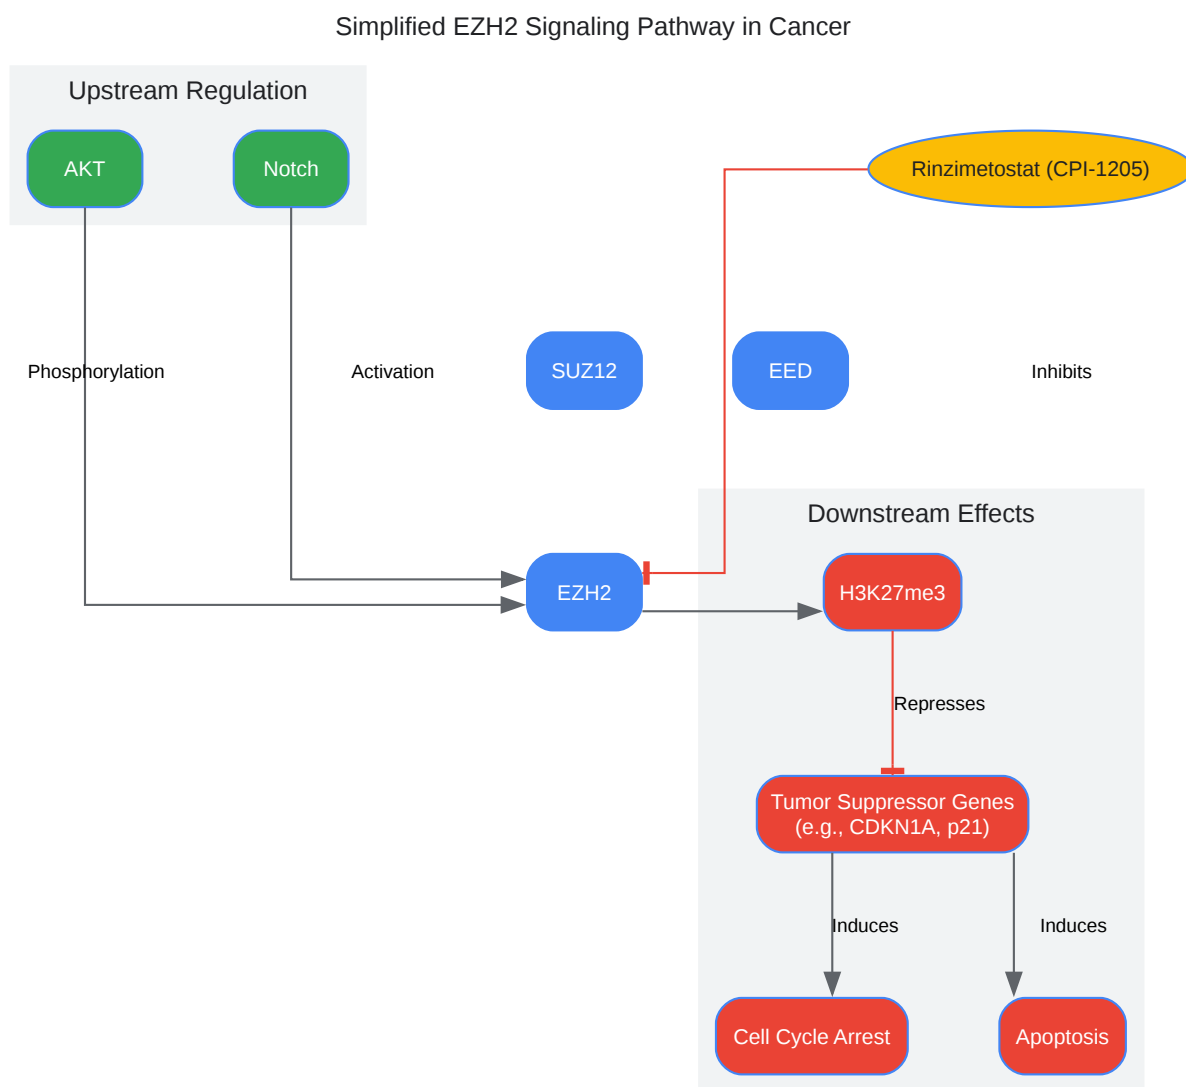 Simplified EZH2 Signaling Pathway in Cancer
Upstream Regulation
AKT
Notch
Rinzimetostat (CPI-1205)
Phosphorylation
Activation
SUZ12
EED
Inhibits
Downstream Effects
EZH2
H3K27me3
Represses
Tumor Suppressor Genes
(e.g., CDKN1A, p21)
Induces
Induces
Cell Cycle Arrest
Apoptosis